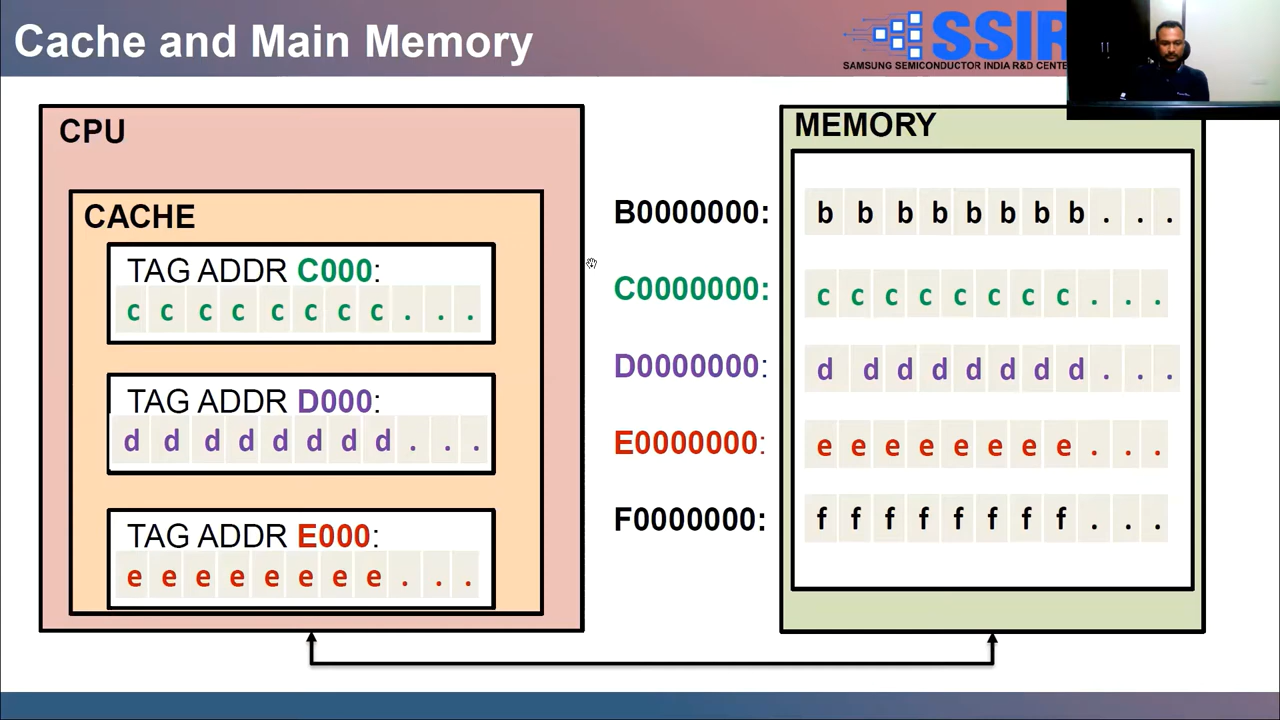 Cache and Main Memory
SSIR
SAMSUNG SEMICONDUCTOR INDIA R&D CENTE
CPU
CACHE
TAG ADDR C000:
c c c c c c c c . . .
TAG ADDR D000:
d d d d d d d d . . .
TAG ADDR E000:
e e e e e e e e . . .
MEMORY
B0000000: b b b b b b b b . . .
C0000000: c c c c c c c c . . .
D0000000: d d d d d d d d . . .
E0000000: e e e e e e e e . . .
F0000000: f f f f f f f f . . .